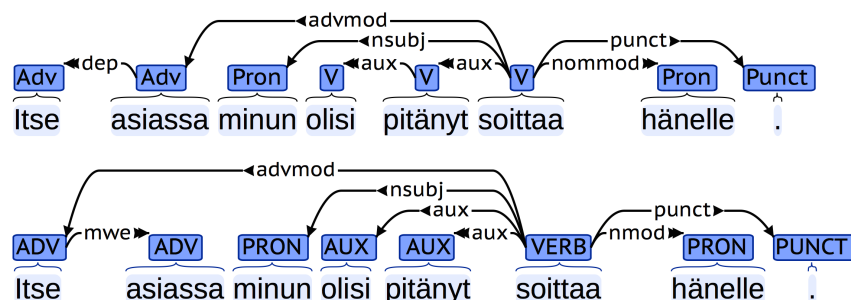 advmod
nsubj punct
dep aux aux nommod
Adv Adv Pron V V V Pron Punct
Itse asiassa minun olisi pitänyt soittaa hänelle .
advmod
nsubj
aux punct
mwe aux nmod
ADV ADV PRON AUX AUX VERB PRON PUNCT
Itse asiassa minun olisi pitänyt soittaa hänelle .